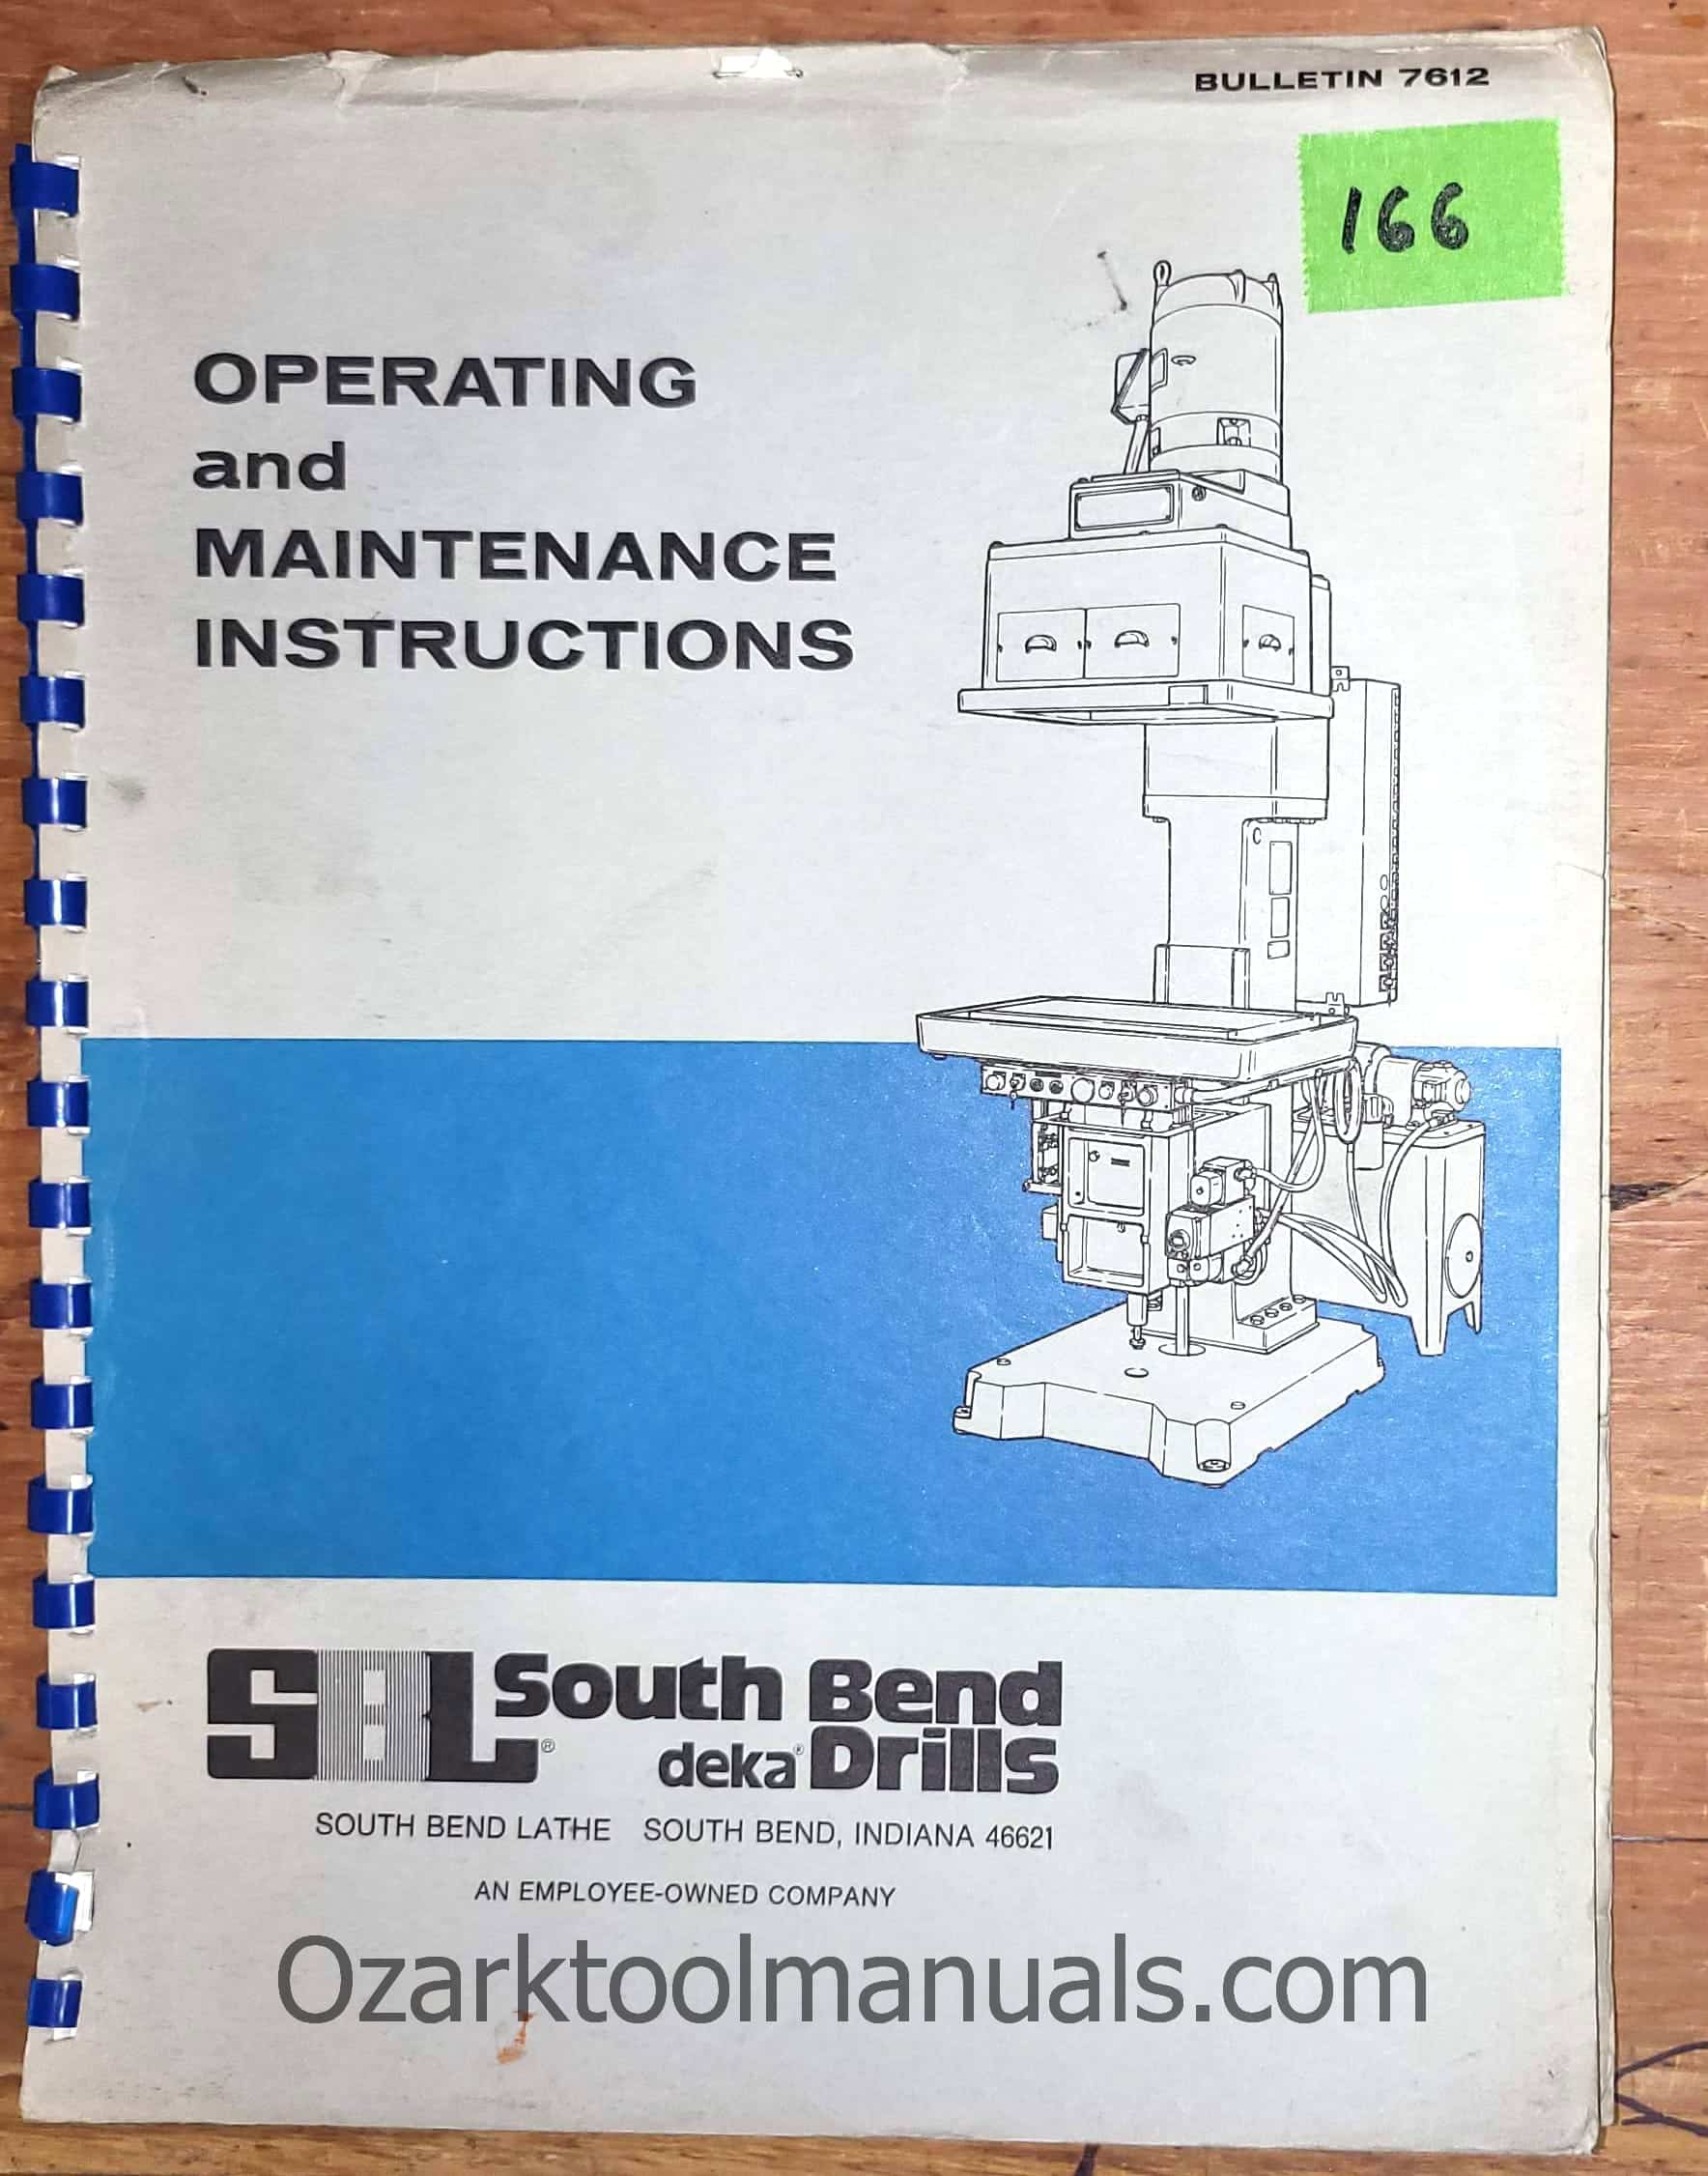 BULLETIN 7612
166
OPERATING
and
MAINTENANCE
INSTRUCTIONS
SBL® South Bend
deka® Drills
SOUTH BEND LATHE SOUTH BEND, INDIANA 46621
AN EMPLOYEE-OWNED COMPANY
Ozarktoolmanuals.com